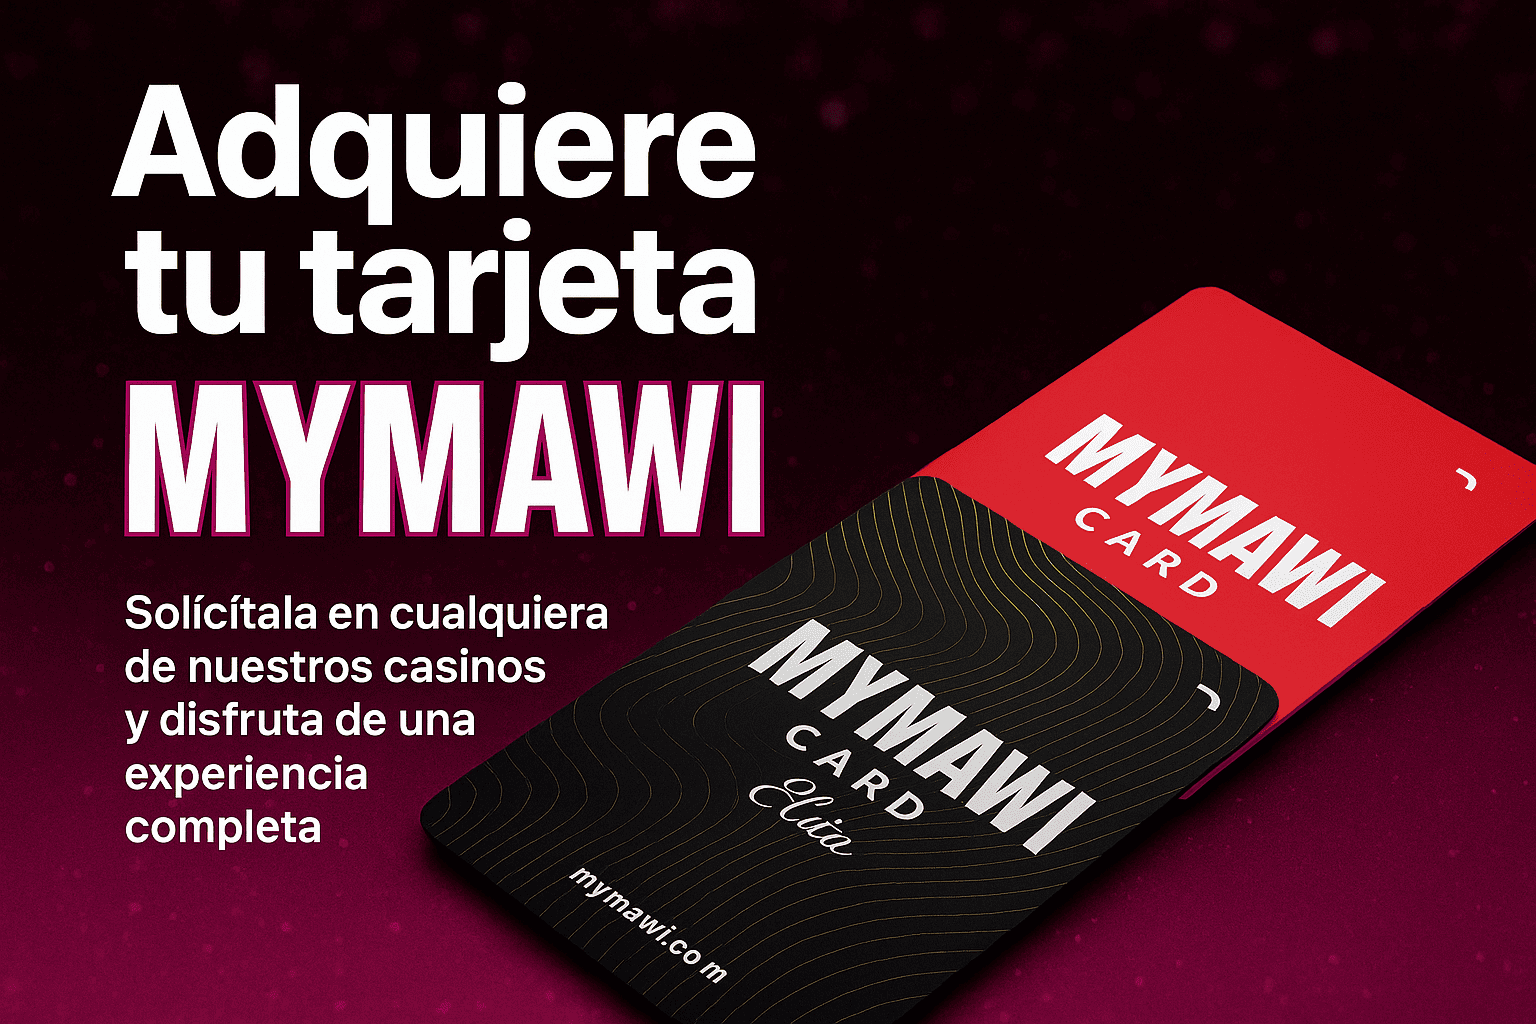 Adquiere
tu tarjeta
MYMAWI
Solícítala en cualquiera
de nuestros casinos
y disfruta de una
experiencia
completa
MYMAWI
CARD
MYMAWI
CARD
Elita
mymawi.com